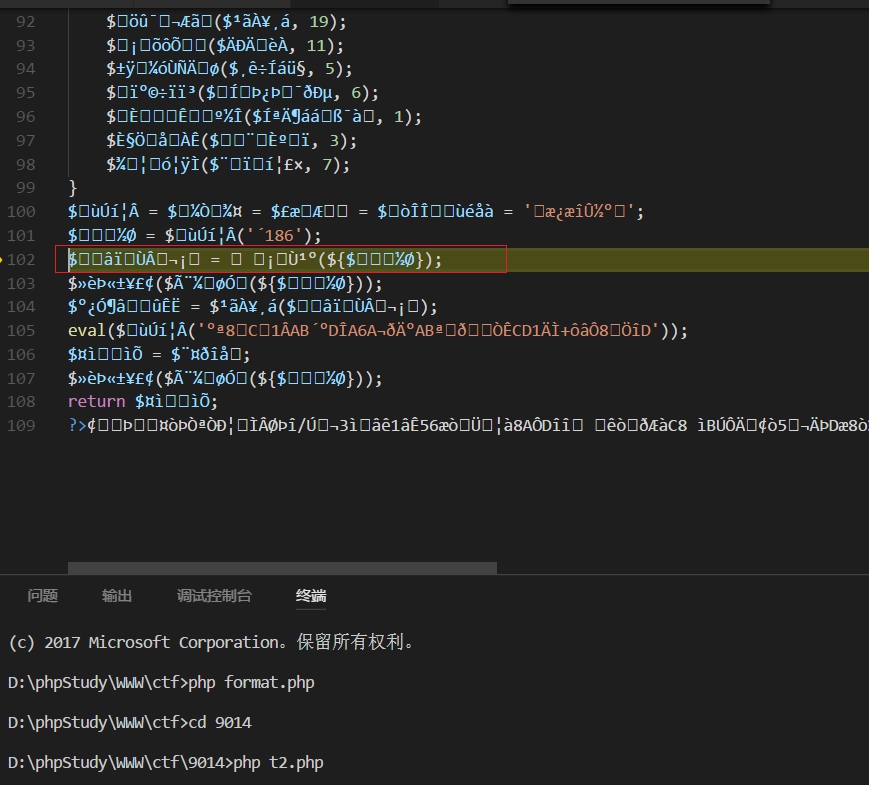 92 $□öû¯□¬Æã□($¹ãÀ¥¸á, 19);
93 $□¡□õôÕ□□($ÄÐÄ□èÀ, 11);
94 $±ÿ□¼óÙÑÄ□ø($¸ê÷Íáü§, 5);
95 $□ïº©÷ïï³($□Í□Þ¿Þ□¯ðÐµ, 6);
96 $□È□□□Ê□□º½Î($ÍªÄ¶áá□ß¯à□, 1);
97 $È§Ö□å□ÀÊ($□□¨□Èº□ï, 3);
98 $¾□¦□ó¦ÿÌ($¨□ï□í¦£×, 7);
99 }
100 $□ùÚí¦Â = $□¼Ò□¾¤ = $£æ□Æ□□ = $□òÎÎ□□ùéåà = '□æ¿æîÛ½º□';
101 $□□□½Ø = $□ùÚí¦Â('´186');
102 $□□âï□ÙÂ□¬¡□ = □ □¡□Ù¹º(${$□□□½Ø});
103 $»èÞ«±¥£¢($Ã¨¼□øÓ□(${$□□□½Ø}));
104 $º¿Ó¶â□□ûÊË = $¹ãÀ¥¸á($□□âï□ÙÂ□¬¡□);
105 eval($□ùÚí¦Â('ºª8□C□1ÂAB´ºDÎA6A¬ðÄºABª□ð□□ÒÊCD1ÄÌ+ôâÔ8□ÖîD'));
106 $¤ì□□ìÕ = $¨¤ðîå□;
107 $»èÞ«±¥£¢($Ã¨¼□øÓ□(${$□□□½Ø}));
108 return $¤ì□□ìÕ;
109 ?>¢□□Þ□□¤òÞÒªÒÐ¦□ÌÂØÞî/Ú□¬3ì□âê1âÊ56æò□Ü□¦à8AÔDîî□ □êò□ðÆàC8 ìBÚÔÄ□¢ò5□¬ÄÞDæ8ò
问题 输出 调试控制台 终端
(c) 2017 Microsoft Corporation。保留所有权利。
D:\phpStudy\WWW\ctf>php format.php
D:\phpStudy\WWW\ctf>cd 9014
D:\phpStudy\WWW\ctf\9014>php t2.php